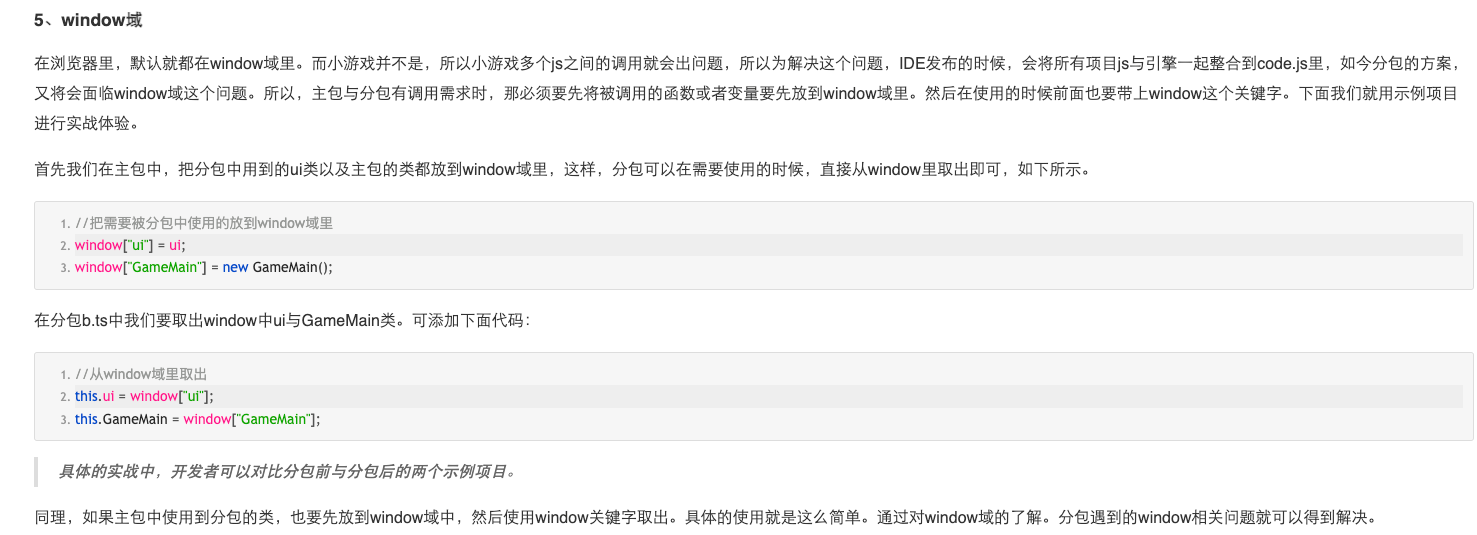 5、window域
在浏览器里，默认就都在window域里。而小游戏并不是，所以小游戏多个js之间的调用就会出问题，所以为解决这个问题，IDE发布的时候，会将所有项目js与引擎一起整合到code.js里，如今分包的方案，
又将会面临window域这个问题。所以，主包与分包有调用需求时，那必须要先将被调用的函数或者变量要先放到window域里。然后在使用的时候前面也要带上window这个关键字。下面我们就用示例项目
进行实战体验。
首先我们在主包中，把分包中用到的ui类以及主包的类都放到window域里，这样，分包可以在需要使用的时候，直接从window里取出即可，如下所示。
1. //把需要被分包中使用的放到window域里
2. window["ui"] = ui;
3. window["GameMain"] = new GameMain();
在分包b.ts中我们要取出window中ui与GameMain类。可添加下面代码：
1. //从window域里取出
2. this.ui = window["ui"];
3. this.GameMain = window["GameMain"];
具体的实战中，开发者可以对比分包前与分包后的两个示例项目。
同理，如果主包中使用到分包的类，也要先放到window域中，然后使用window关键字取出。具体的使用就是这么简单。通过对window域的了解。分包遇到的window相关问题就可以得到解决。